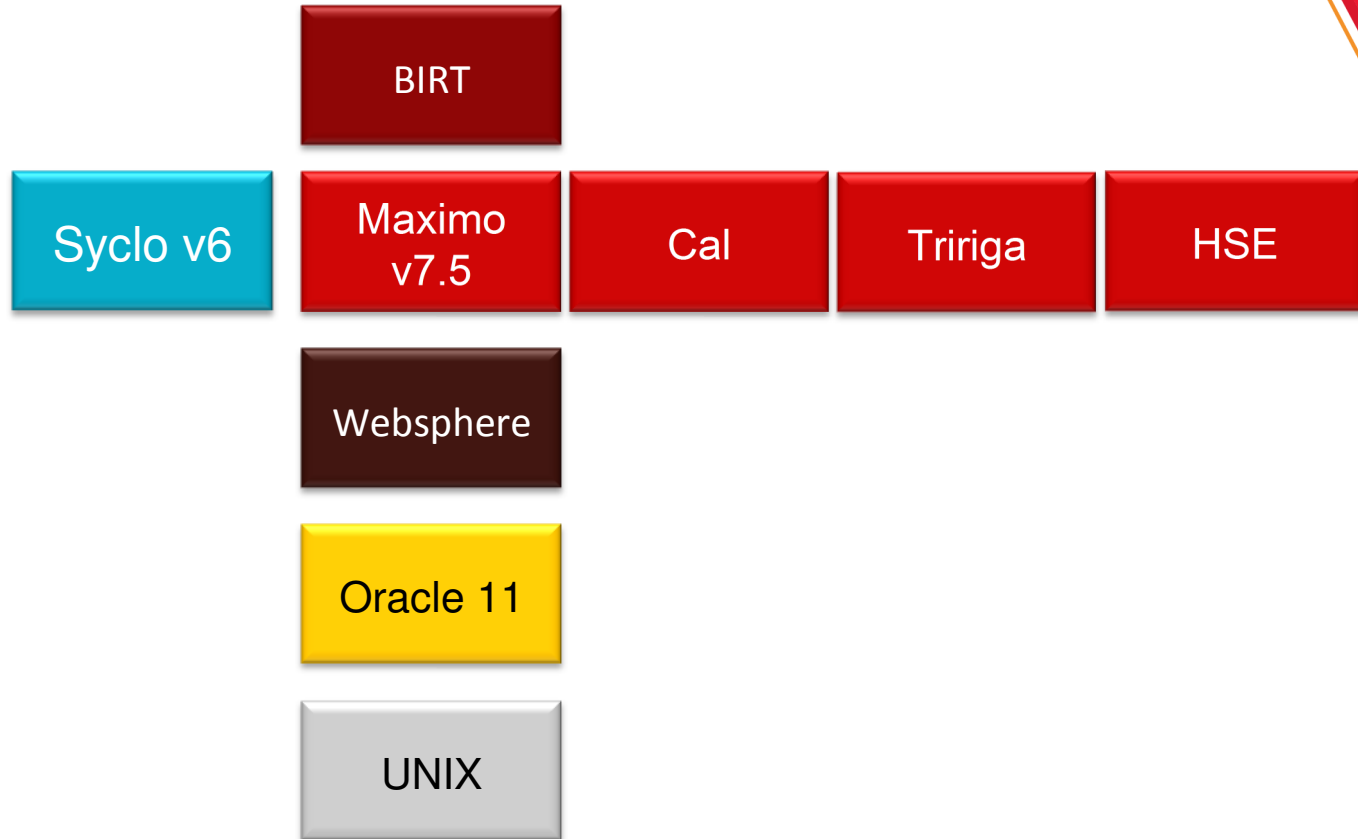 BIRT
Syclo v6
Maximo
v7.5
Cal
Tririga
HSE
Websphere
Oracle 11
UNIX